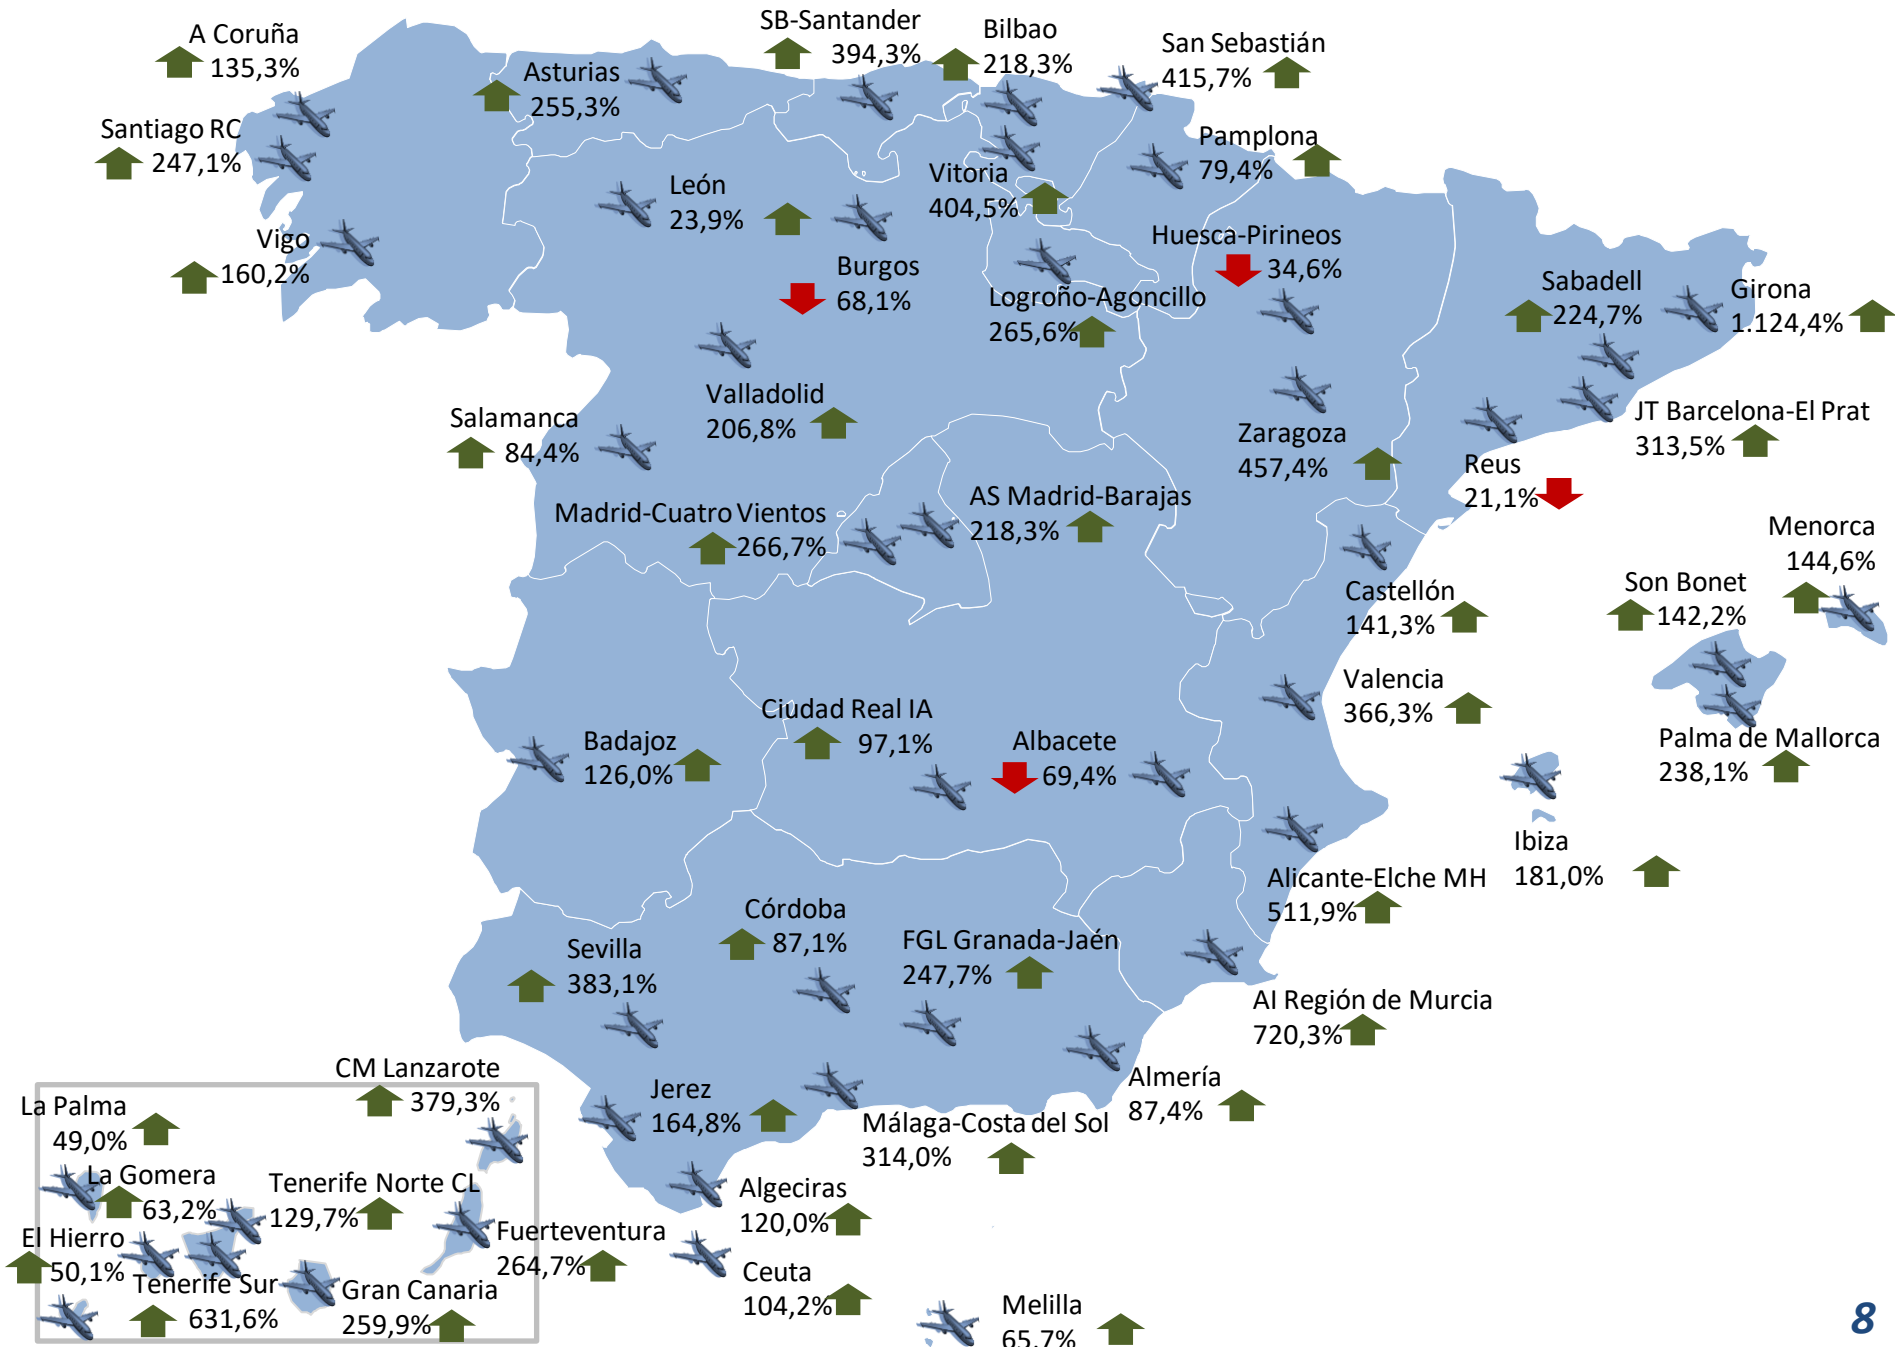 A Coruña
135,3%
SB-Santander
394,3%
Bilbao
218,3%
San Sebastián
415,7%
Asturias
255,3%
Santiago RC
247,1%
Pamplona
79,4%
León
23,9%
Vitoria
404,5%
Vigo
160,2%
Burgos
68,1%
Huesca-Pirineos
34,6%
Logroño-Agoncillo
265,6%
Sabadell
224,7%
Girona
1.124,4%
Valladolid
206,8%
Salamanca
84,4%
Zaragoza
457,4%
JT Barcelona-El Prat
313,5%
Reus
21,1%
Madrid-Cuatro Vientos
266,7%
AS Madrid-Barajas
218,3%
Menorca
144,6%
Son Bonet
142,2%
Castellón
141,3%
Valencia
366,3%
Palma de Mallorca
238,1%
Ciudad Real IA
97,1%
Badajoz
126,0%
Albacete
69,4%
Ibiza
181,0%
Alicante-Elche MH
511,9%
Córdoba
87,1%
Sevilla
383,1%
FGL Granada-Jaén
247,7%
AI Región de Murcia
720,3%
CM Lanzarote
379,3%
Jerez
164,8%
Almería
87,4%
Málaga-Costa del Sol
314,0%
La Palma
49,0%
La Gomera
63,2%
Tenerife Norte CL
129,7%
Algeciras
120,0%
El Hierro
50,1%
Fuerteventura
264,7%
Tenerife Sur
631,6%
Gran Canaria
259,9%
Ceuta
104,2%
Melilla
65,7%
8